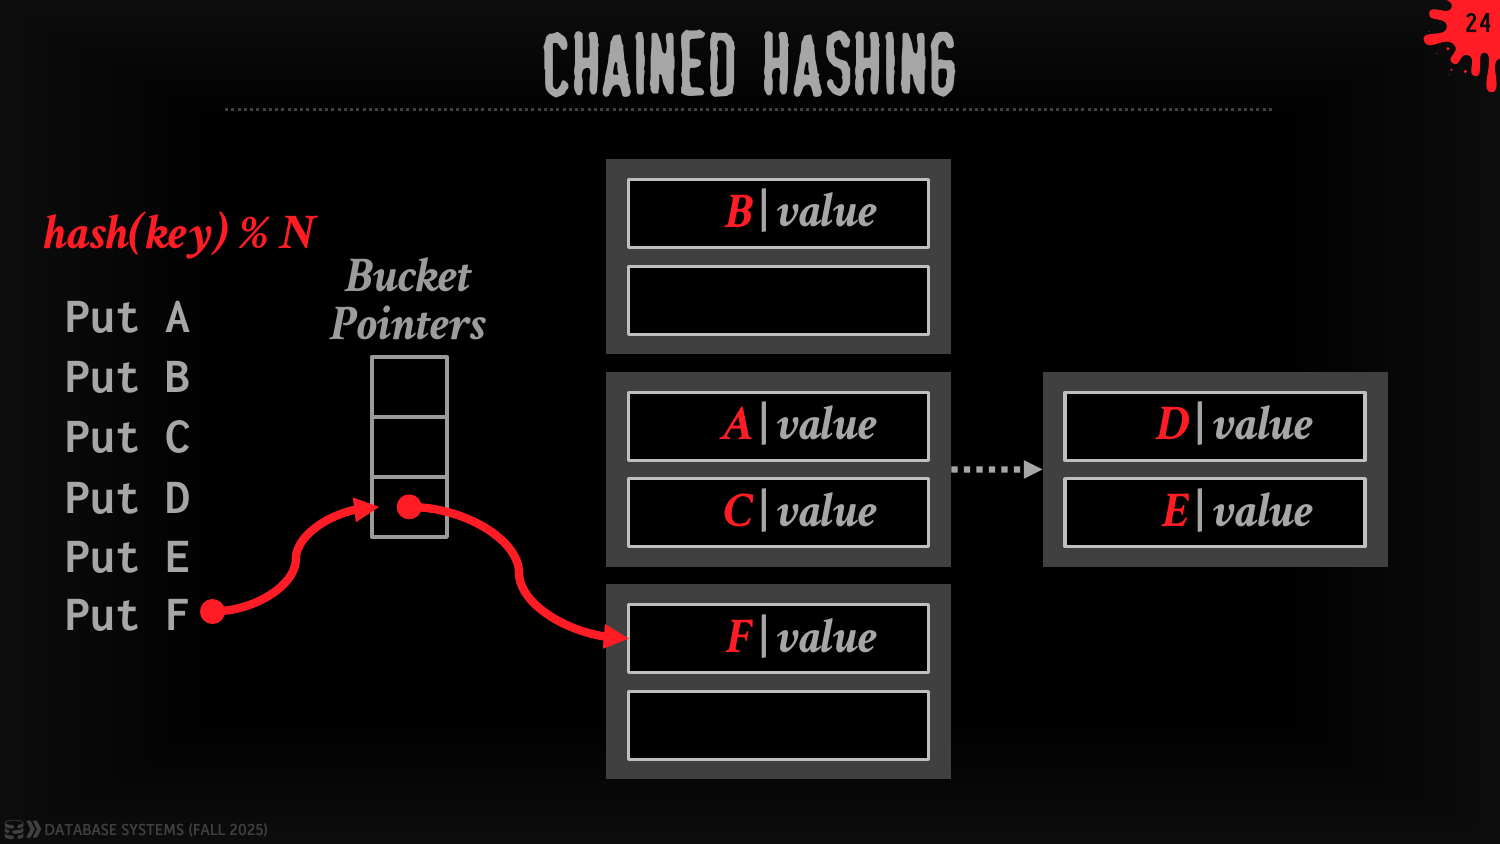 24
CHAINED HASHING
hash(key) % N
Put A
Put B
Put C
Put D
Put E
Put F
Bucket
Pointers
B|value
A|value
C|value
D|value
E|value
F|value
DATABASE SYSTEMS (FALL 2025)